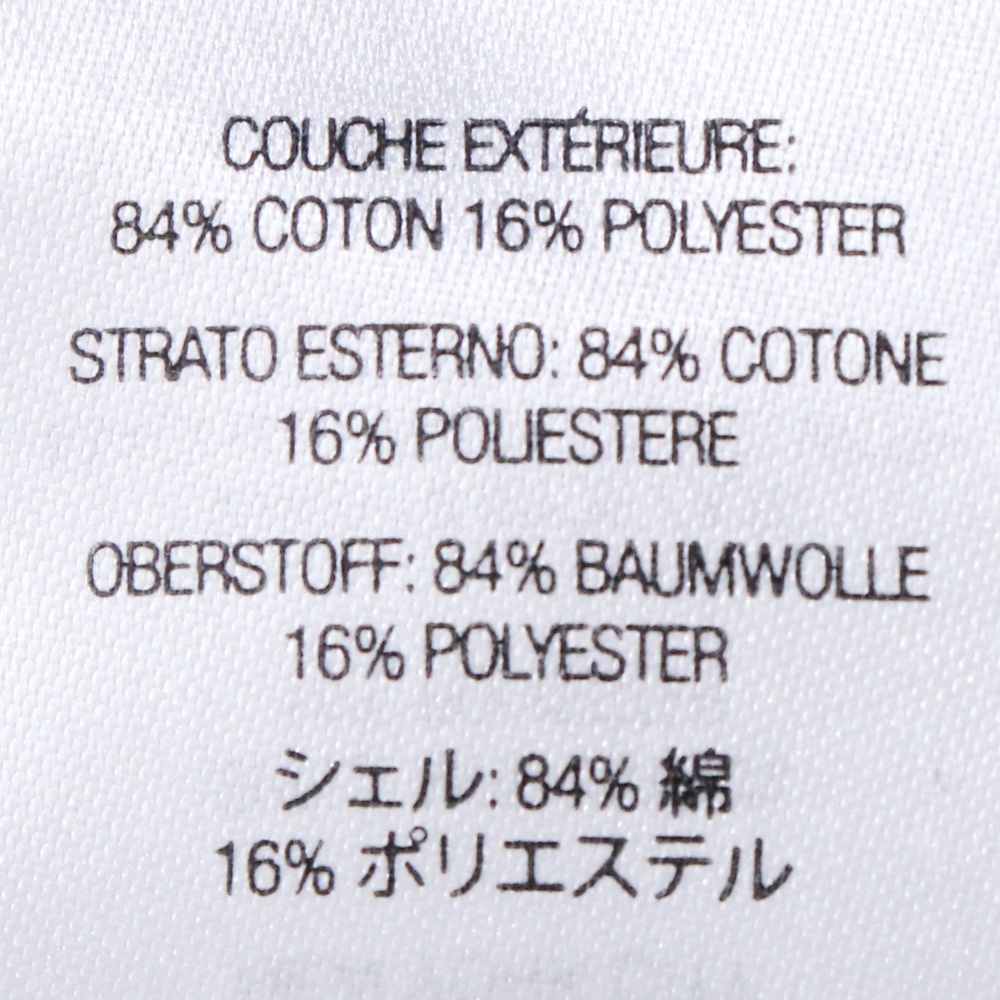 COUCHE EXTÉRIEURE:
84% COTON 16% POLYESTER
STRATO ESTERNO: 84% COTONE
16% POLIESTERE
OBERSTOFF: 84% BAUMWOLLE
16% POLYESTER
シェル: 84% 綿
16% ポリエステル